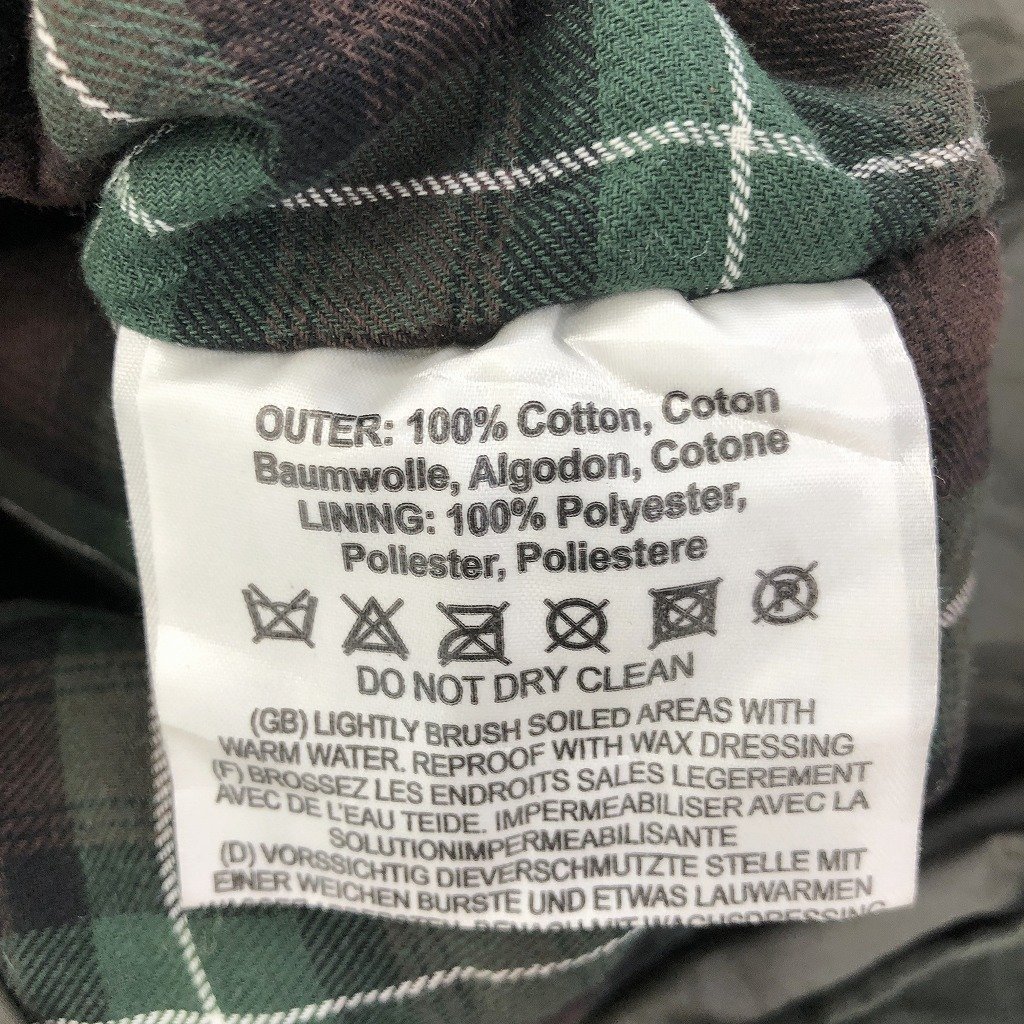 OUTER: 100% Cotton, Coton
Baumwolle, Algodon, Cotone
LINING: 100% Polyester,
Poliester, Poliestere
P
DO NOT DRY CLEAN
(GB) LIGHTLY BRUSH SOILED AREAS WITH
WARM WATER. REPROOF WITH WAX DRESSING
(F) BROSSEZ LES ENDROITS SALES LEGEREMENT
AVEC DE L'EAU TEIDE. IMPERMEABILISER AVEC LA
SOLUTIONIMPERMEABILISANTE
(D) VORSSICHTIG DIEVERSCHMUTZTE STELLE MIT
EINER WEICHEN BURSTE UND ETWAS LAUWARMEN
MIT WACHSDRESSING